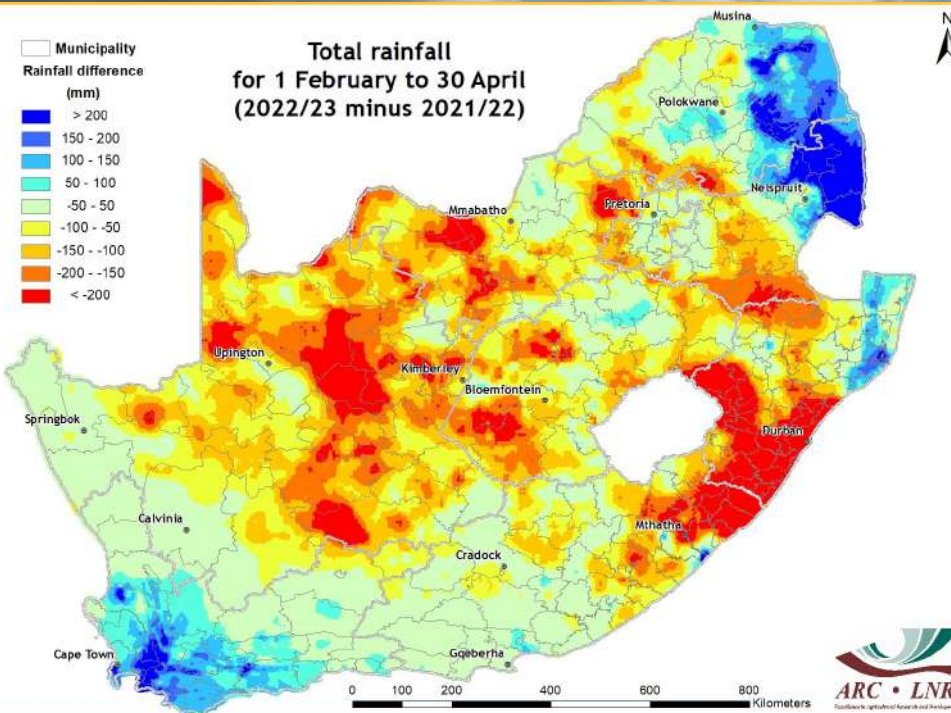 Total rainfall
for 1 February to 30 April
(2022/23 minus 2021/22)
N
Municipality
Rainfall difference
(mm)
> 200
150 - 200
100 - 150
50 - 100
-50 - 50
-100 - -50
-150 - -100
-200 - -150
< -200
Musina
Polokwane
Nelspruit
Pretoria
Mmabatho
Upington
Kimberley
Bloemfontein
Springbok
Durban
Mthatha
Calvinia
Cradock
Cape Town
Gqeberha
0 100 200 400 600 800
Kilometers
ARC • LNR